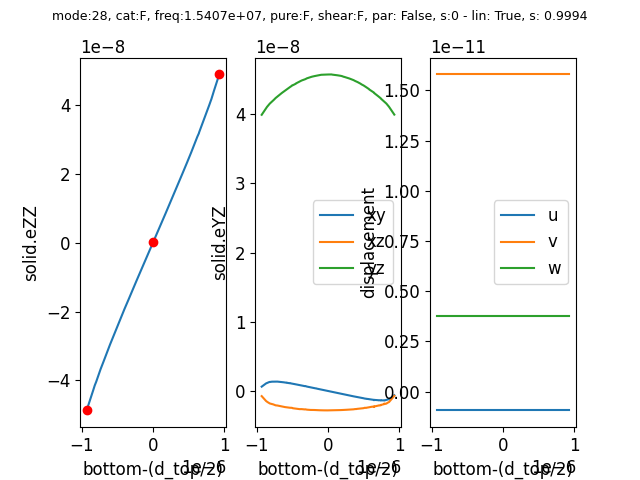 mode:28, cat:F, freq:1.5407e+07, pure:F, shear:F, par: False, s:0 - lin: True, s: 0.9994
1e−8
4
2
0
−2
−4
−1
0
1
1e−6
bottom-(d_top/2)
solid.eZZ
1e−8
4
3
2
1
0
−1
0
1
1e−6
bottom-(d_top/2)
solid.eYZ
xy
xz
yz
1e−11
1.50
1.25
1.00
0.75
0.50
0.25
0.00
−1
0
1
1e−6
bottom-(d_top/2)
displacement
u
v
w